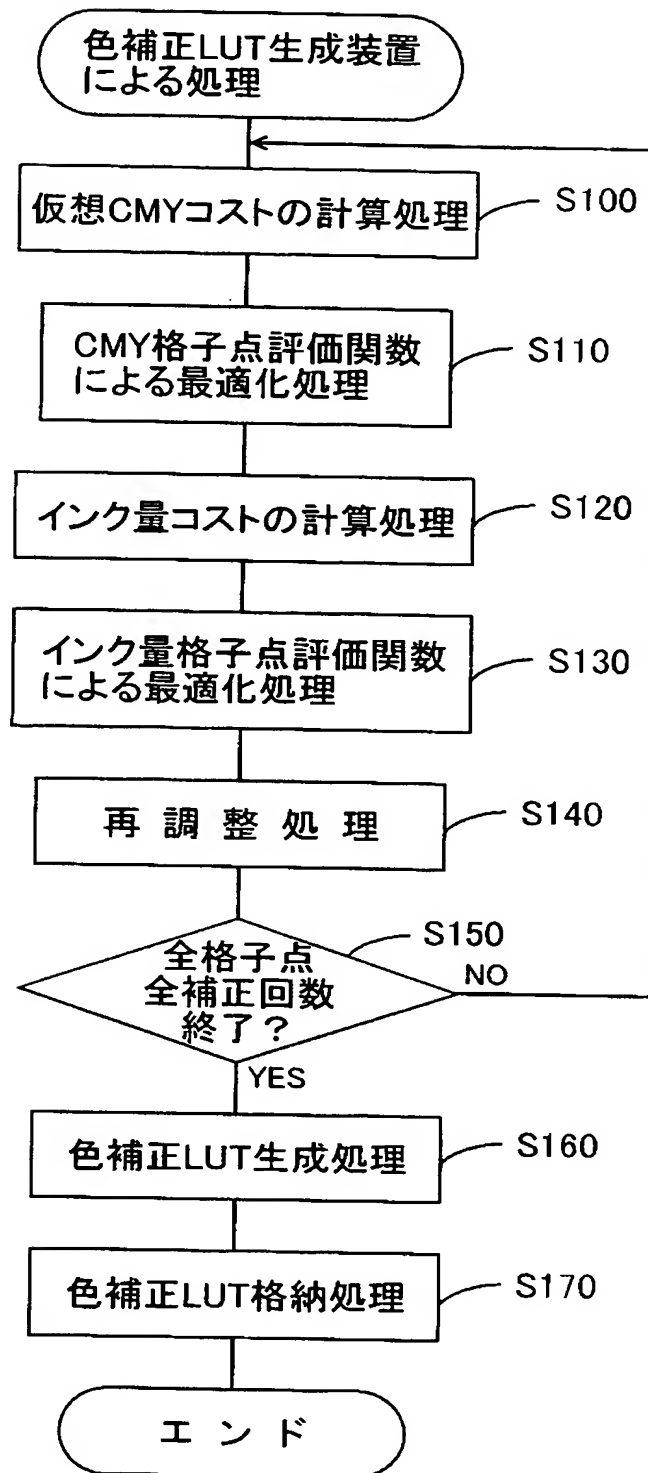 色補正LUT生成装置
による処理
仮想CMYコストの計算処理
S100
CMY格子点評価関数
による最適化処理
S110
インク量コストの計算処理
S120
インク量格子点評価関数
による最適化処理
S130
再調整処理
S140
全格子点
全補正回数
終了?
S150
NO
YES
色補正LUT生成処理
S160
色補正LUT格納処理
S170
エンド